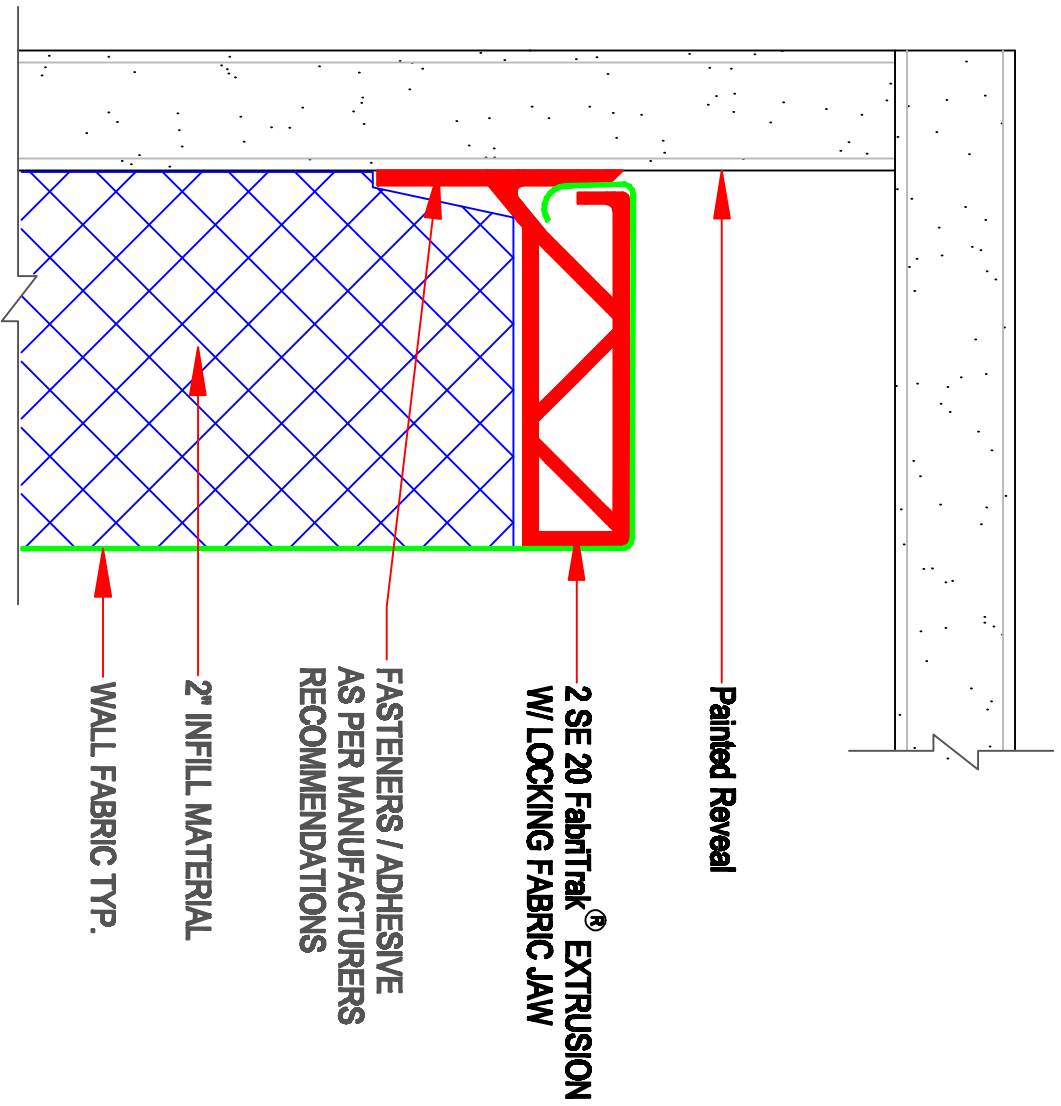 Painted Reveal
2 SE 20 FabriTrak® EXTRUSION
W/ LOCKING FABRIC JAW
FASTENERS / ADHESIVE
AS PER MANUFACTURERS
RECOMMENDATIONS
2" INFILL MATERIAL
WALL FABRIC TYP.